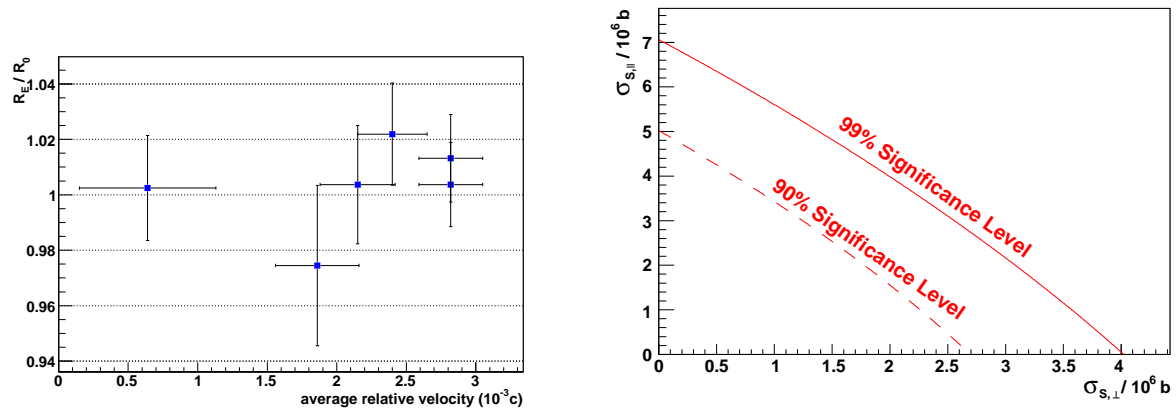 R_E / R_0
1.04
1.02
1
0.98
0.96
0.94
0 0.5 1 1.5 2 2.5 3
average relative velocity (10^-3 c)
σ_S,|| / 10^6 b
7
6
5
4
3
2
1
0
99% Significance Level
90% Significance Level
0 0.5 1 1.5 2 2.5 3 3.5 4
σ_S,⊥ / 10^6 b